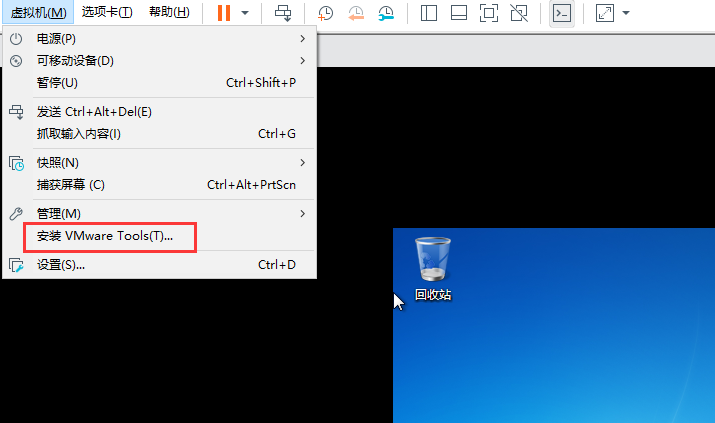 虚拟机(M) 选项卡(T) 帮助(H)
电源(P)
可移动设备(D)
暂停(U) Ctrl+Shift+P
发送 Ctrl+Alt+Del(E)
抓取输入内容(I) Ctrl+G
快照(N)
捕获屏幕 (C) Ctrl+Alt+PrtScn
管理(M)
安装 VMware Tools(T)...
设置(S)... Ctrl+D
回收站